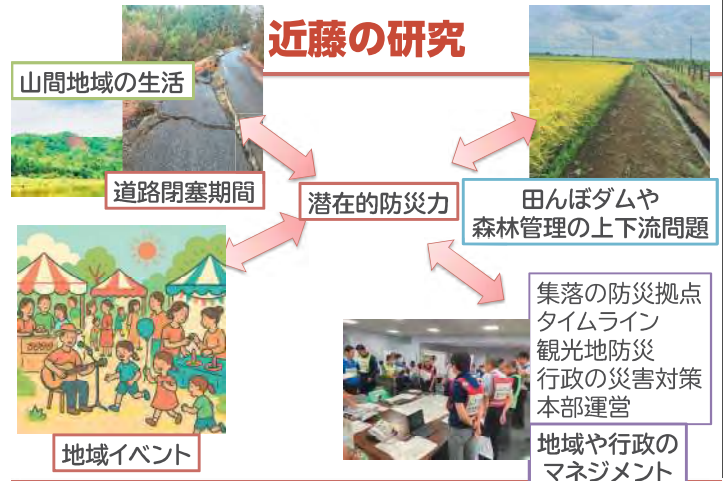 近藤の研究
山間地域の生活
道路閉塞期間
潜在的防災力
田んぼダムや
森林管理の上下流問題
地域イベント
集落の防災拠点
タイムライン
観光地防災
行政の災害対策
本部運営
地域や行政の
マネジメント